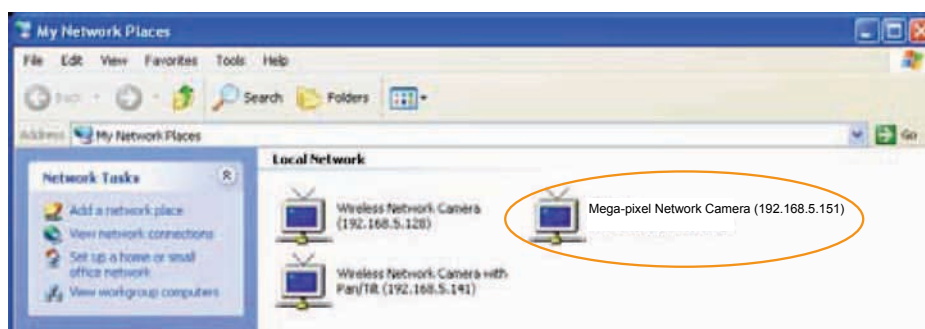 My Network Places
File Edit View Favorites Tools Help
Back Search Folders
Address My Network Places Go
Local Network
Network Tasks
Add a network place
View network connections
Set up a home or small
office network
View workgroup computers
Wireless Network Camera
(192.168.5.128)
Mega-pixel Network Camera (192.168.5.151)
Wireless Network Camera with
Pan/Tilt (192.168.5.141)